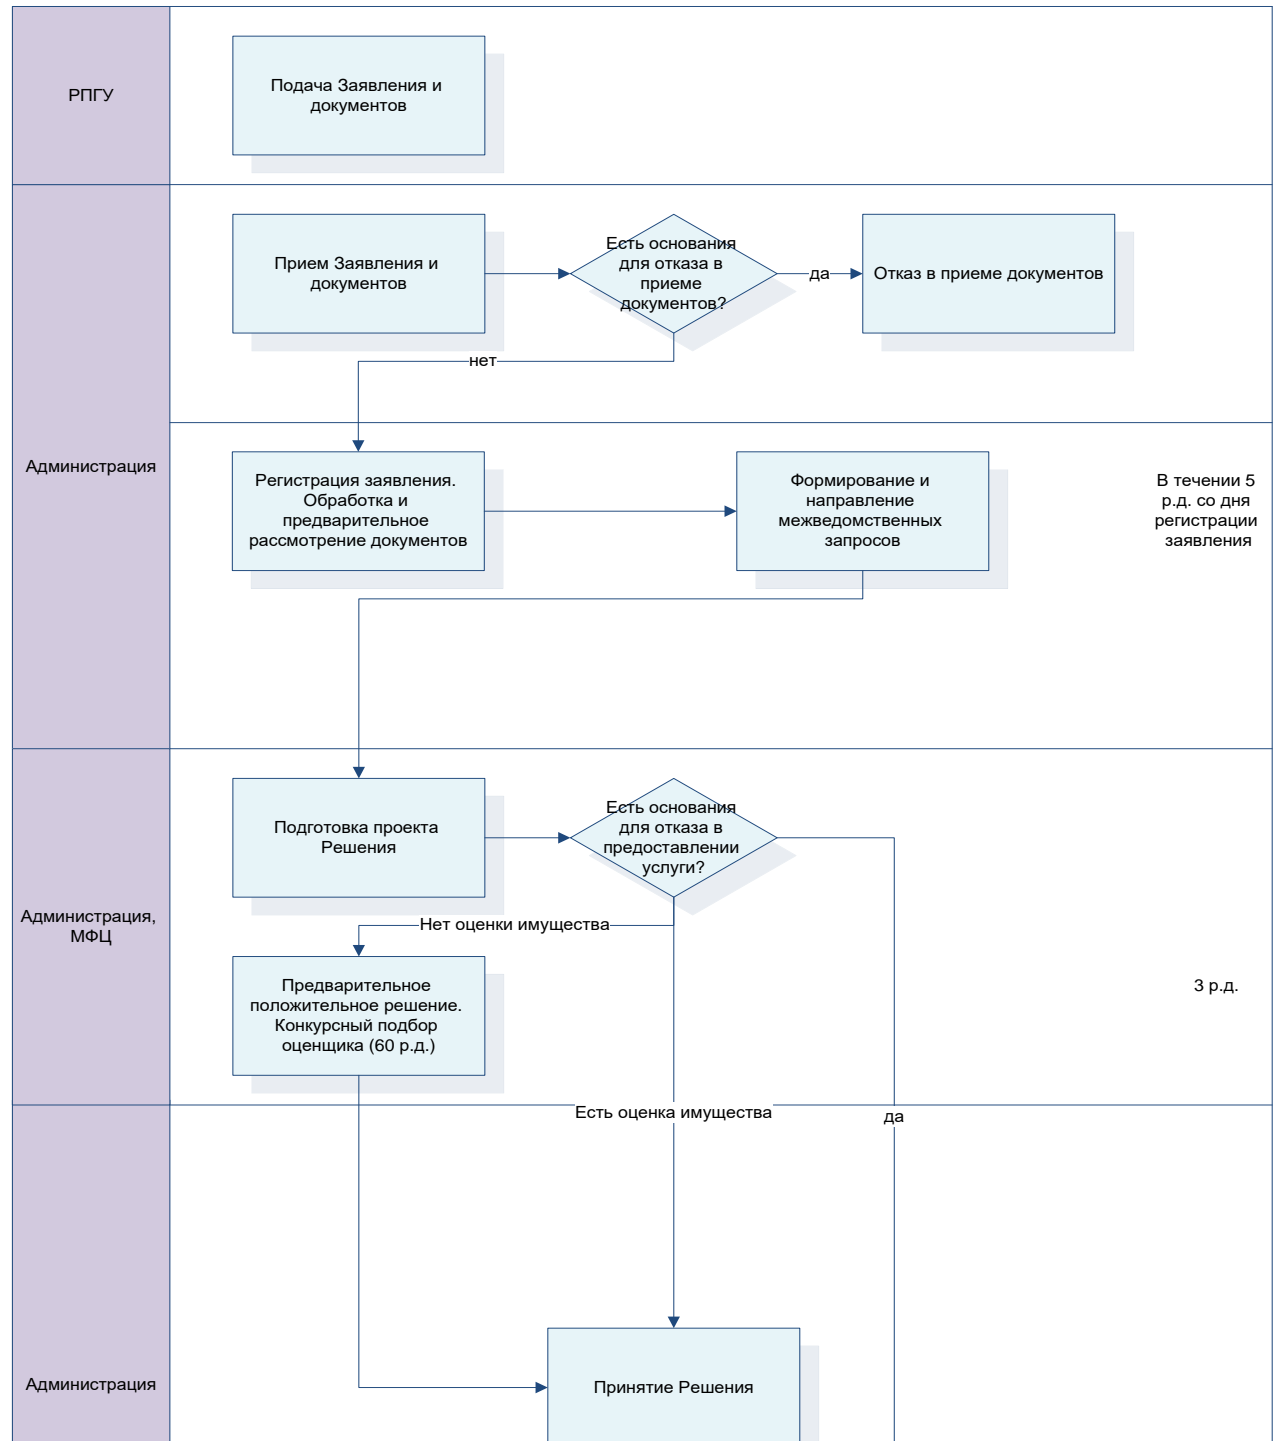 РПГУ
Подача Заявления и
документов
Администрация
Прием Заявления и
документов
Есть основания
для отказа в
приеме
документов?
да
Отказ в приеме документов
нет
Регистрация заявления.
Обработка и
предварительное
рассмотрение документов
Формирование и
направление
межведомственных
запросов
В течении 5
р.д. со дня
регистрации
заявления
Администрация,
МФЦ
Подготовка проекта
Решения
Есть основания
для отказа в
предоставлении
услуги?
Нет оценки имущества
Предварительное
положительное решение.
Конкурсный подбор
оценщика (60 р.д.)
3 р.д.
Есть оценка имущества
да
Администрация
Принятие Решения